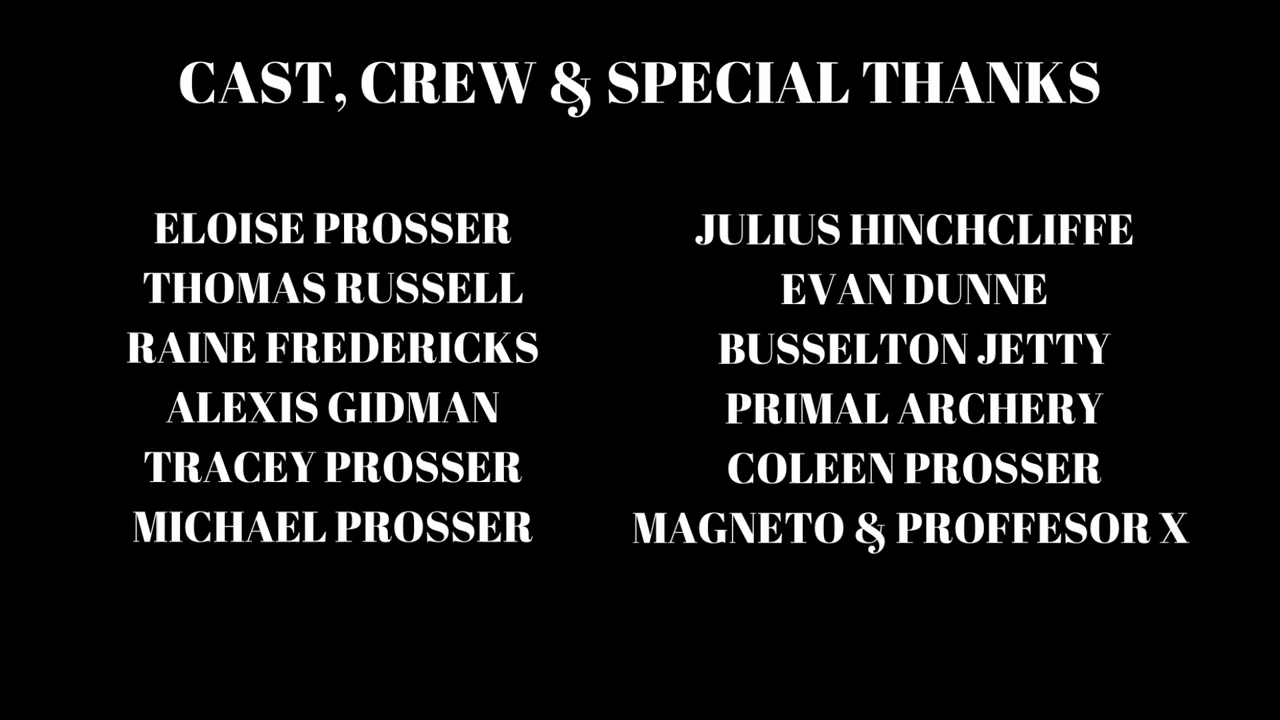 CAST, CREW & SPECIAL THANKS
ELOISE PROSSER
THOMAS RUSSELL
RAINE FREDERICKS
ALEXIS GIDMAN
TRACEY PROSSER
MICHAEL PROSSER
JULIUS HINCHCLIFFE
EVAN DUNNE
BUSSELTON JETTY
PRIMAL ARCHERY
COLEEN PROSSER
MAGNETO & PROFFESOR X